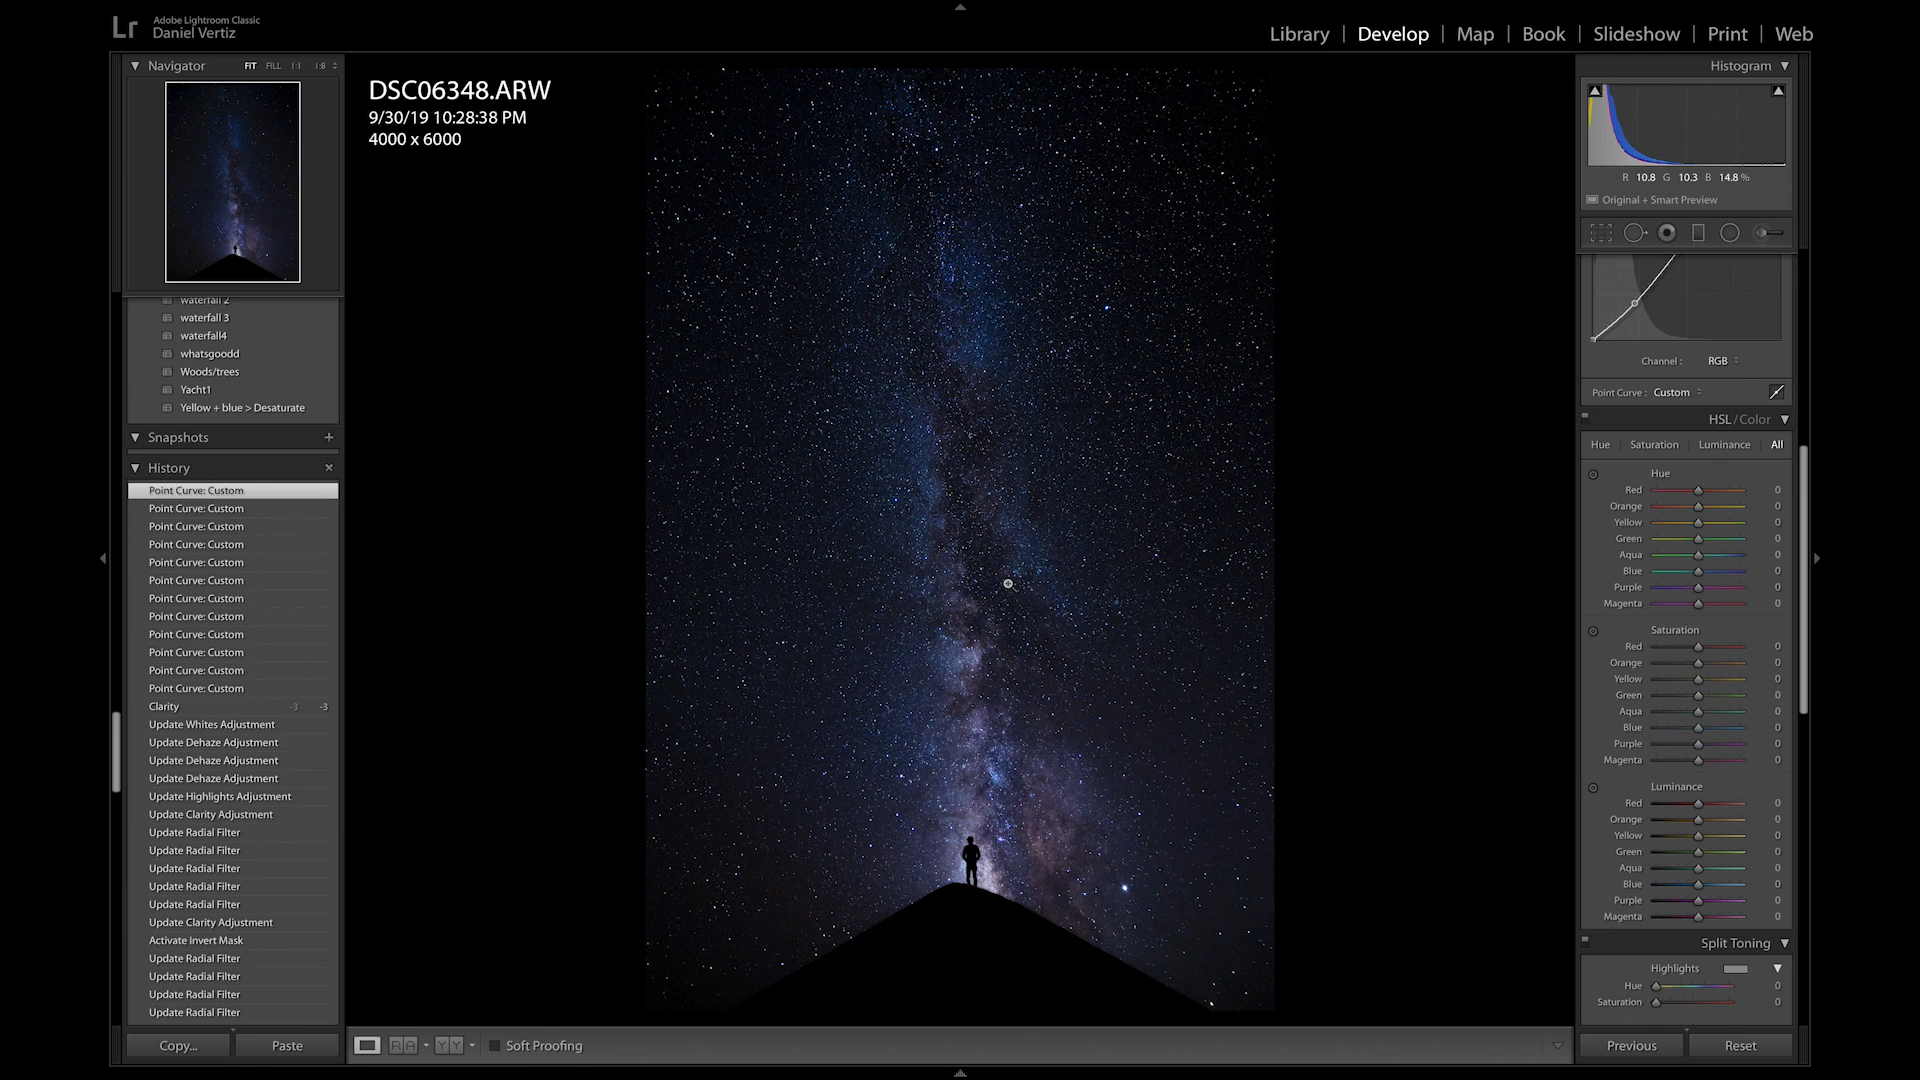 Lr Adobe Lightroom Classic
Daniel Vertiz
Library | Develop | Map | Book | Slideshow | Print | Web
Navigator FIT FILL 1:1 1:8
waterfall 2
waterfall 3
waterfall4
whatsgoodd
Woods/trees
Yacht1
Yellow + blue > Desaturate
Snapshots +
History ×
Point Curve: Custom
Point Curve: Custom
Point Curve: Custom
Point Curve: Custom
Point Curve: Custom
Point Curve: Custom
Point Curve: Custom
Point Curve: Custom
Point Curve: Custom
Point Curve: Custom
Point Curve: Custom
Point Curve: Custom
Clarity -3 -3
Update Whites Adjustment
Update Dehaze Adjustment
Update Dehaze Adjustment
Update Dehaze Adjustment
Update Highlights Adjustment
Update Clarity Adjustment
Update Radial Filter
Update Radial Filter
Update Radial Filter
Update Radial Filter
Update Radial Filter
Update Clarity Adjustment
Activate Invert Mask
Update Radial Filter
Update Radial Filter
Update Radial Filter
Update Radial Filter
Copy... Paste
DSC06348.ARW
9/30/19 10:28:38 PM
4000 x 6000
R A Y Y Soft Proofing
Histogram
R 10.8 G 10.3 B 14.8 %
Original + Smart Preview
Channel : RGB
Point Curve : Custom
HSL / Color
Hue Saturation Luminance All
Hue
Red 0
Orange 0
Yellow 0
Green 0
Aqua 0
Blue 0
Purple 0
Magenta 0
Saturation
Red 0
Orange 0
Yellow 0
Green 0
Aqua 0
Blue 0
Purple 0
Magenta 0
Luminance
Red 0
Orange 0
Yellow 0
Green 0
Aqua 0
Blue 0
Purple 0
Magenta 0
Split Toning
Highlights
Hue 0
Saturation 0
Previous Reset